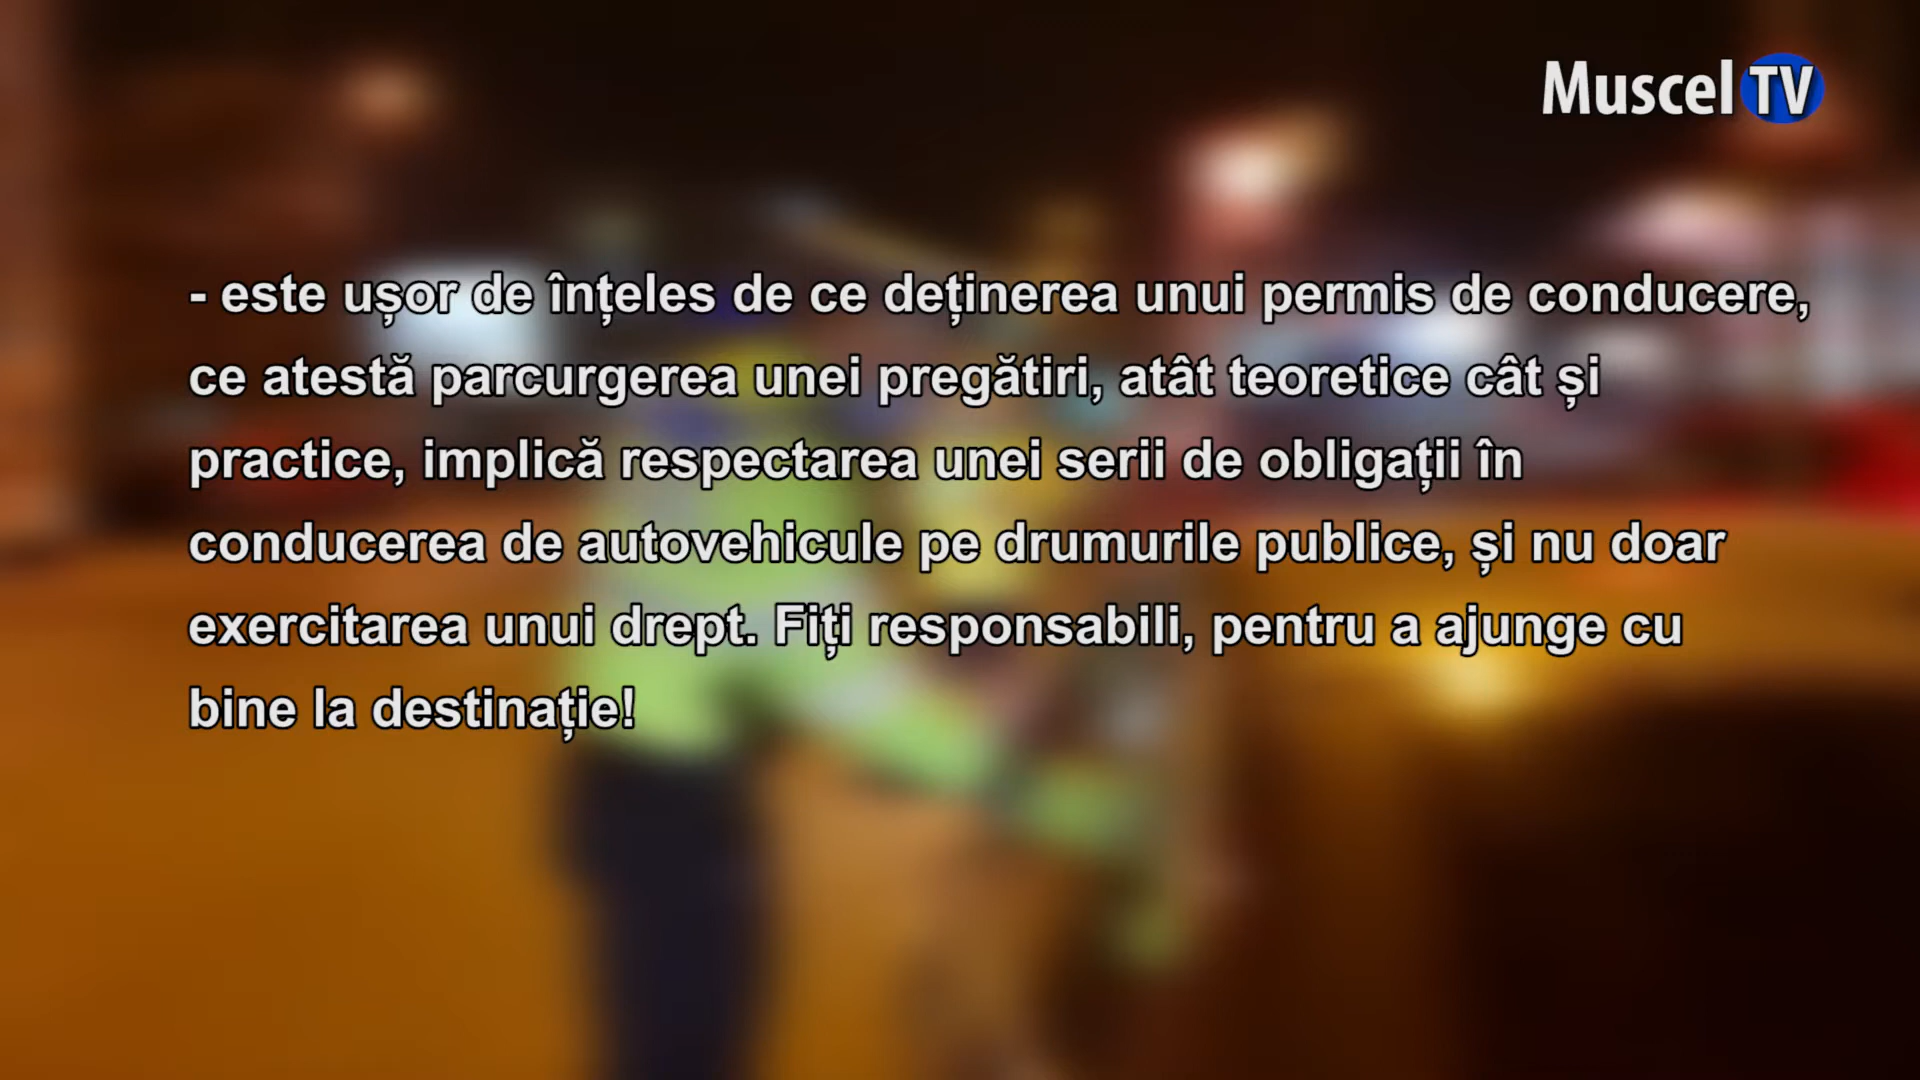 Muscel TV
- este ușor de înțeles de ce deținerea unui permis de conducere,
ce atestă parcurgerea unei pregătiri, atât teoretice cât și
practice, implică respectarea unei serii de obligații în
conducerea de autovehicule pe drumurile publice, și nu doar
exercitarea unui drept. Fiți responsabili, pentru a ajunge cu
bine la destinație!